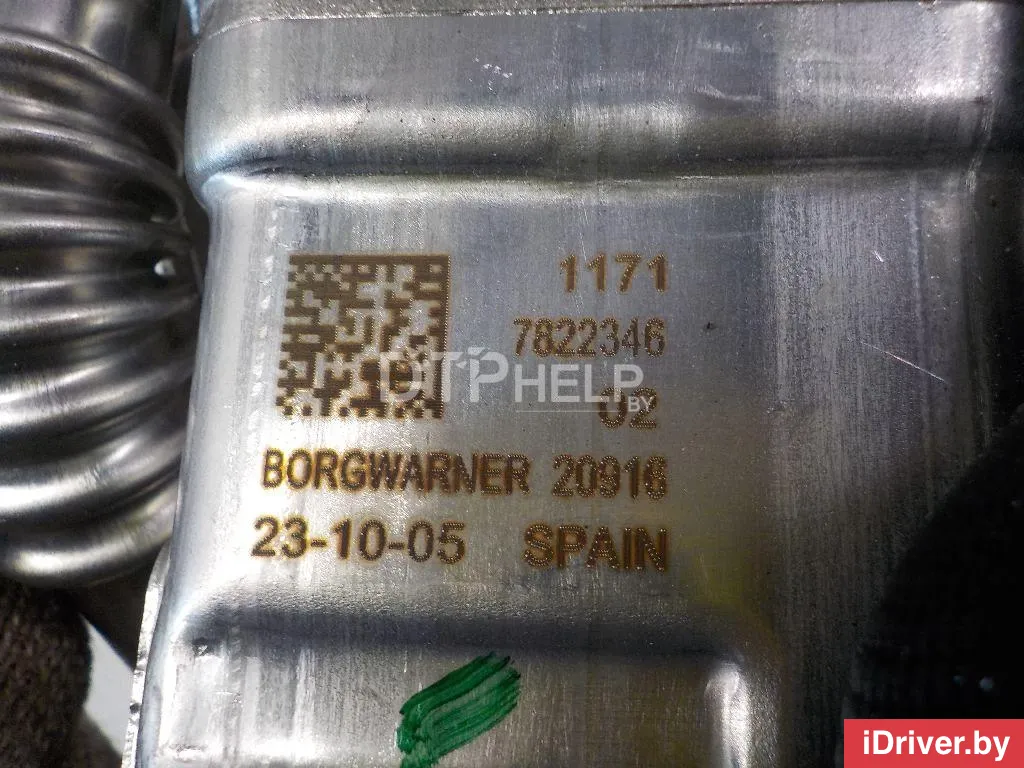 1171
7822346
DTPHELP
BY
02
BORGWARNER 20916
23-10-05 SPAIN
iDriver.by